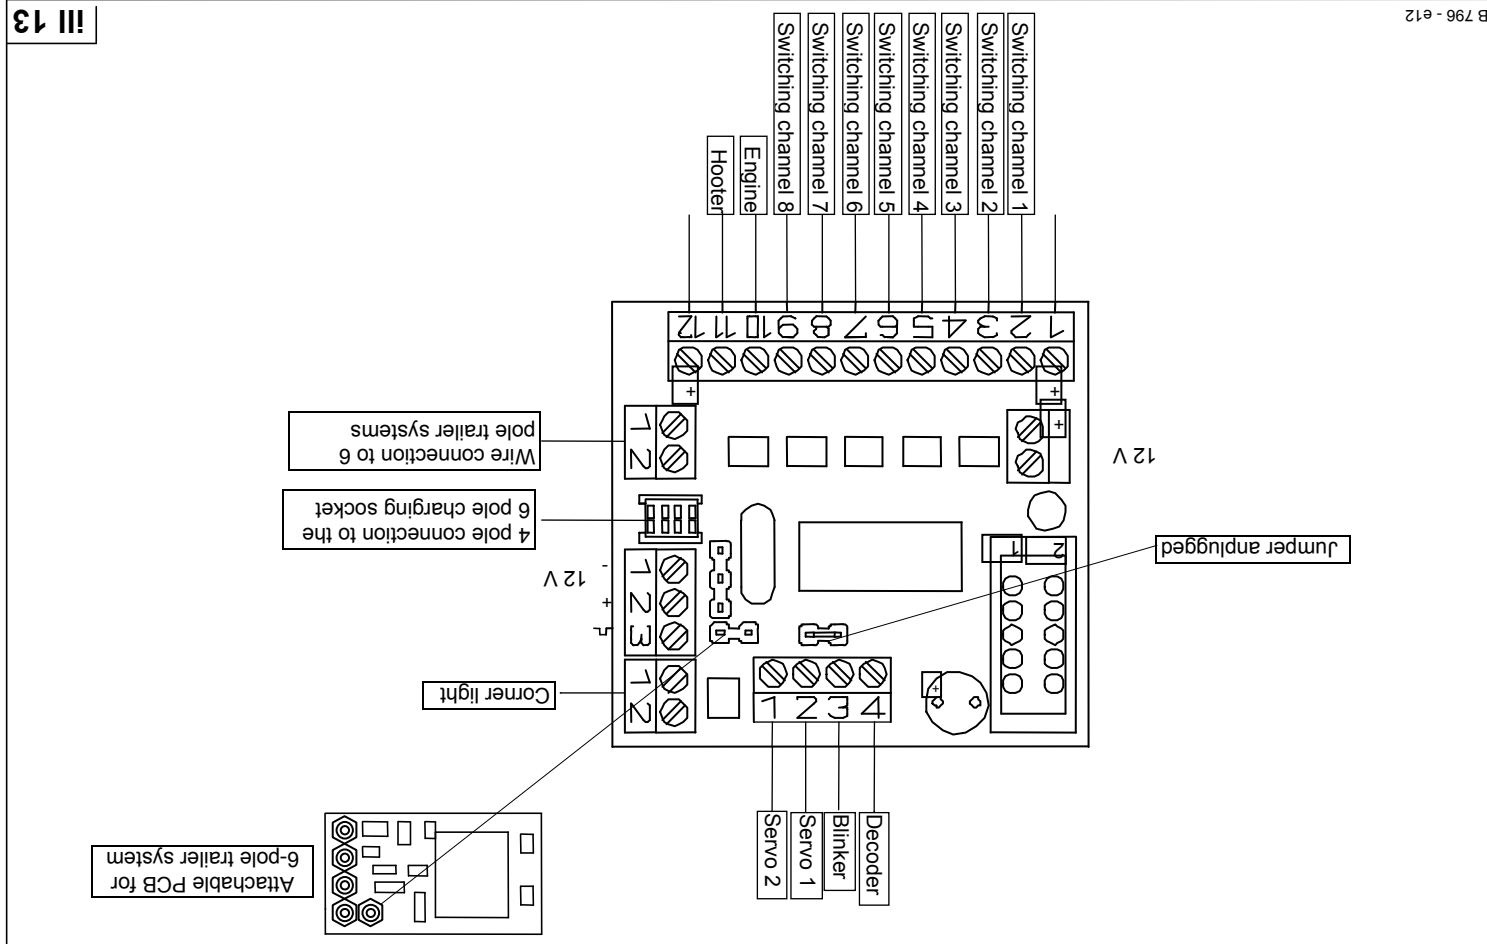 Attachable PCB for
6-pole trailer system
Decoder
Blinker
Servo 1
Servo 2
4 3 2 1
+
2
1
Corner light
3
2
1
+
-
12 V
Jumper anplugged
2 1
4 pole connection to the
6 pole charging socket
12 V
+
2
1
Wire connection to 6
pole trailer systems
+
+
1 2 3 4 5 6 7 8 9 10 11 12
Switching channel 1
Switching channel 2
Switching channel 3
Switching channel 4
Switching channel 5
Switching channel 6
Switching channel 7
Switching channel 8
Engine
Hooter
B 796 - e12
ill 13